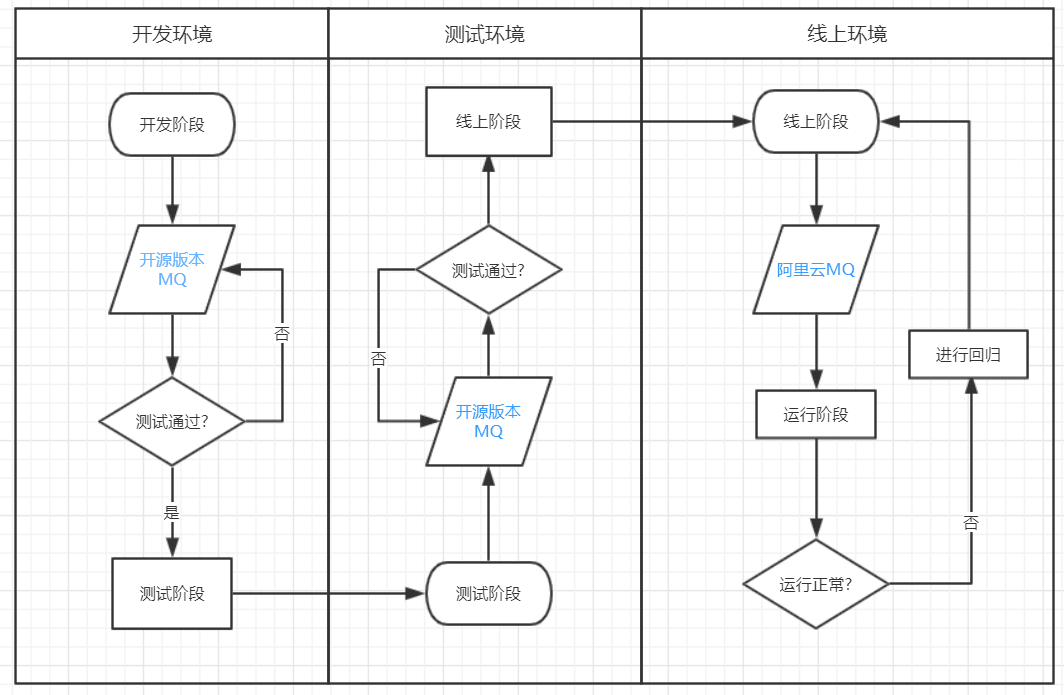 开发环境
测试环境
线上环境
开发阶段
开源版本
MQ
否
测试通过?
是
测试阶段
线上阶段
测试通过?
否
开源版本
MQ
测试阶段
线上阶段
阿里云MQ
进行回归
运行阶段
否
运行正常?